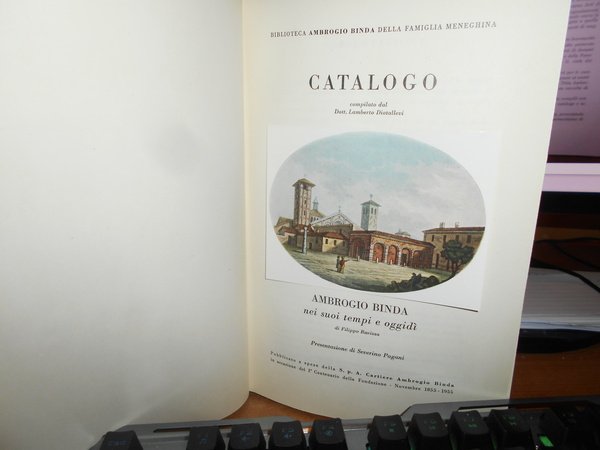 BIBLIOTECA AMBROGIO BINDA DELLA FAMIGLIA MENEGHINA
CATALOGO
compilato dal
Dott. Lamberto Diotallevi
AMBROGIO BINDA
nei suoi tempi e oggidì
di Filippo
Presentazione di Severino Pagani
Pubblicato a spese della S. p. A. Cartiere Ambrogio Binda
in occasione del 1° Centenario della Fondazione - Novembre 1855-1955